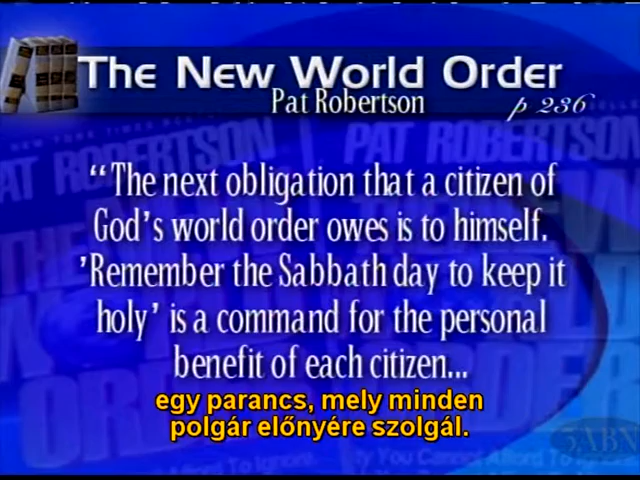 The New World Order
Pat Robertson
p 236
“The next obligation that a citizen of
God’s world order owes is to himself.
’Remember the Sabbath day to keep it
holy’ is a command for the personal
benefit of each citizen...
egy parancs, mely minden
polgár előnyére szolgál.
3ABN